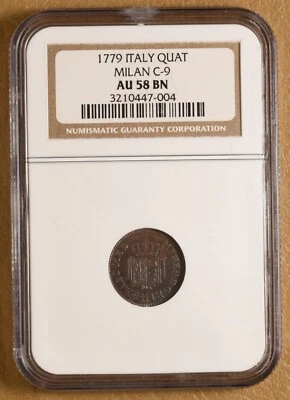 1779 ITALY QUAT
MILAN C-9
AU 58 BN
3210447-004
NUMISMATIC GUARANTY CORPORATION